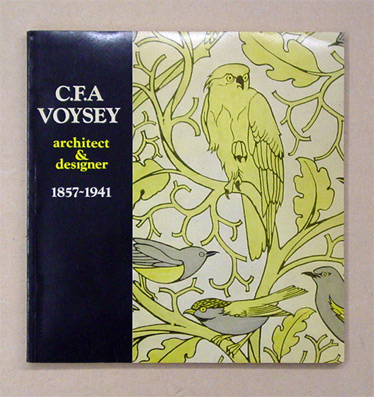 C.F.A
VOYSEY
architect
&
designer
1857-1941